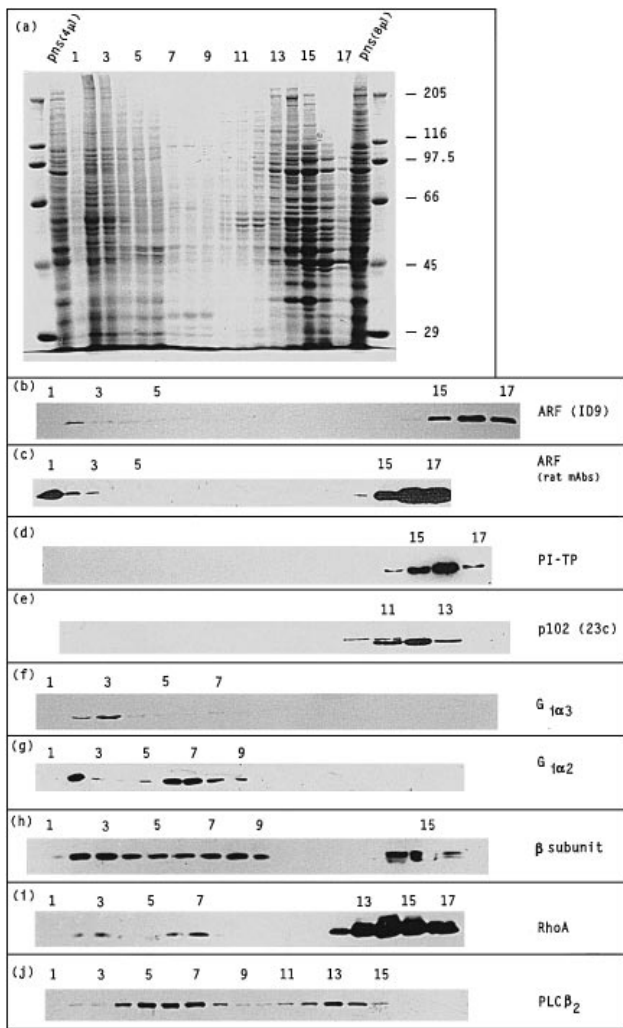 (a) pns(4µl) 1 3 5 7 9 11 13 15 17 pns(8µl)
205
116
97.5
66
45
29
(b) 1 3 5 15 17
ARF (ID9)
(c) 1 3 5 15 17
ARF
(rat mAbs)
(d) 15 17
PI-TP
(e) 11 13
p102 (23c)
(f) 1 3 5 7
G iα3
(g) 1 3 5 7 9
G iα2
(h) 1 3 5 7 9 15
β subunit
(i) 1 3 5 7 13 15 17
RhoA
(j) 1 3 5 7 9 11 13 15
PLCβ2